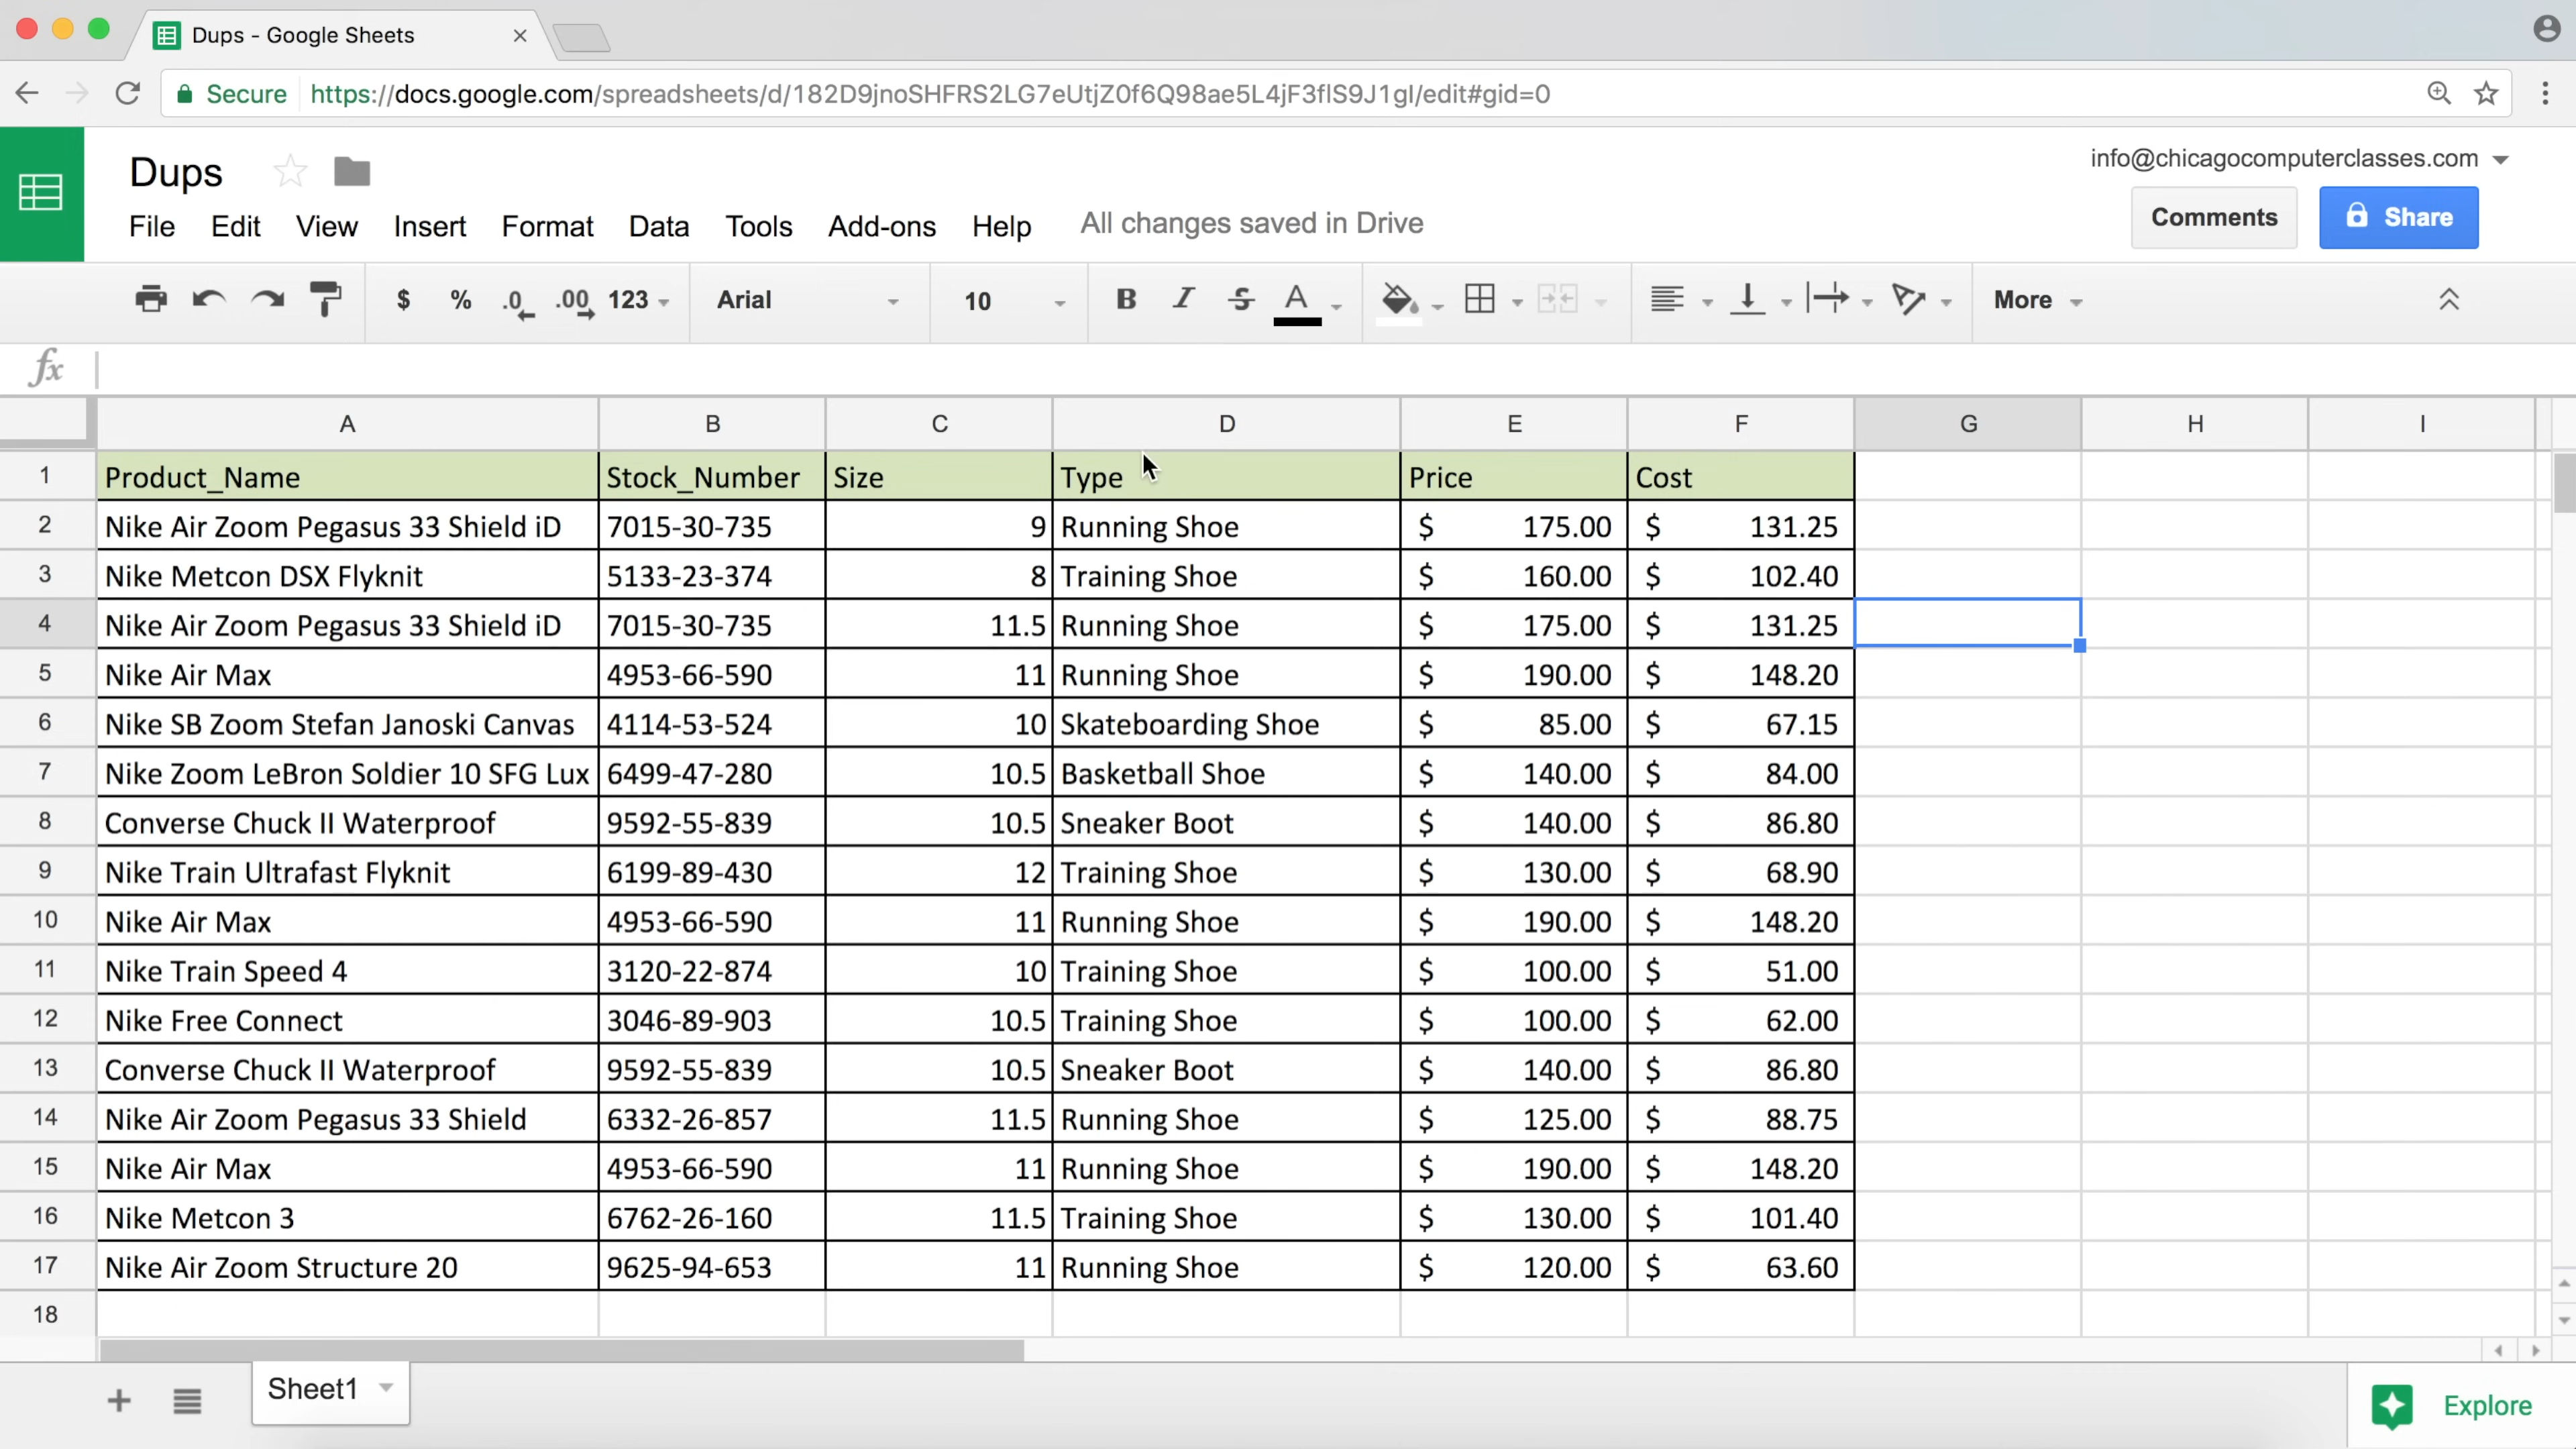 Dups - Google Sheets
Secure https://docs.google.com/spreadsheets/d/182D9jnoSHFRS2LG7eUtjZ0f6Q98ae5L4jF3flS9J1gI/edit#gid=0
Dups
info@chicagocomputerclasses.com
File Edit View Insert Format Data Tools Add-ons Help All changes saved in Drive
Comments Share
$ % .0 .00 123 Arial 10 B I S A More
fx
A B C D E F G H I
1 Product_Name Stock_Number Size Type Price Cost
2 Nike Air Zoom Pegasus 33 Shield iD 7015-30-735 9 Running Shoe $ 175.00 $ 131.25
3 Nike Metcon DSX Flyknit 5133-23-374 8 Training Shoe $ 160.00 $ 102.40
4 Nike Air Zoom Pegasus 33 Shield iD 7015-30-735 11.5 Running Shoe $ 175.00 $ 131.25
5 Nike Air Max 4953-66-590 11 Running Shoe $ 190.00 $ 148.20
6 Nike SB Zoom Stefan Janoski Canvas 4114-53-524 10 Skateboarding Shoe $ 85.00 $ 67.15
7 Nike Zoom LeBron Soldier 10 SFG Lux 6499-47-280 10.5 Basketball Shoe $ 140.00 $ 84.00
8 Converse Chuck II Waterproof 9592-55-839 10.5 Sneaker Boot $ 140.00 $ 86.80
9 Nike Train Ultrafast Flyknit 6199-89-430 12 Training Shoe $ 130.00 $ 68.90
10 Nike Air Max 4953-66-590 11 Running Shoe $ 190.00 $ 148.20
11 Nike Train Speed 4 3120-22-874 10 Training Shoe $ 100.00 $ 51.00
12 Nike Free Connect 3046-89-903 10.5 Training Shoe $ 100.00 $ 62.00
13 Converse Chuck II Waterproof 9592-55-839 10.5 Sneaker Boot $ 140.00 $ 86.80
14 Nike Air Zoom Pegasus 33 Shield 6332-26-857 11.5 Running Shoe $ 125.00 $ 88.75
15 Nike Air Max 4953-66-590 11 Running Shoe $ 190.00 $ 148.20
16 Nike Metcon 3 6762-26-160 11.5 Training Shoe $ 130.00 $ 101.40
17 Nike Air Zoom Structure 20 9625-94-653 11 Running Shoe $ 120.00 $ 63.60
18
Sheet1 Explore